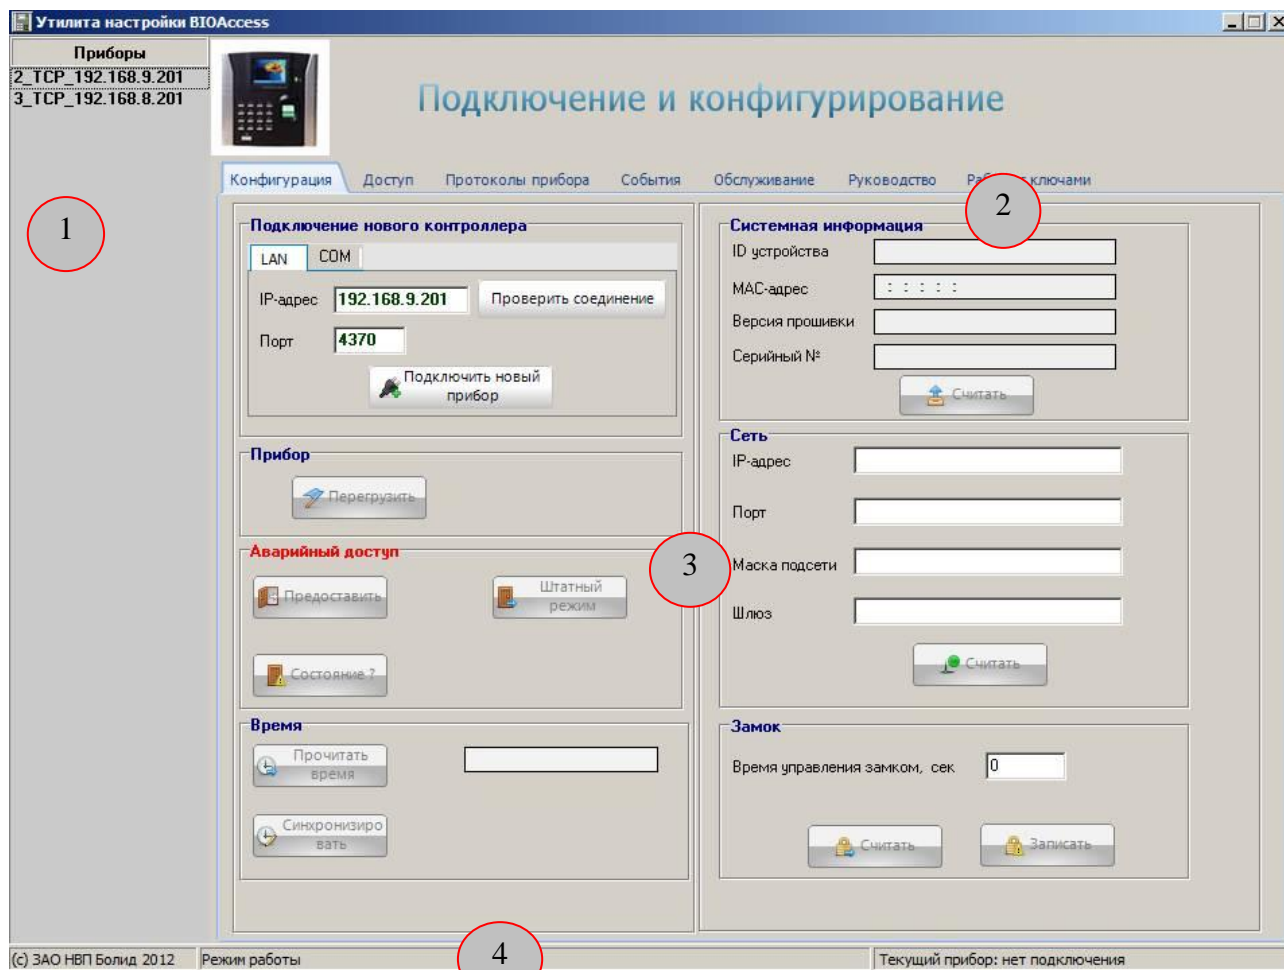 Утилита настройки BIOAccess
Приборы
2_TCP_192.168.9.201
3_TCP_192.168.8.201
1
Подключение и конфигурирование
Конфигурация Доступ Протоколы прибора События Обслуживание Руководство ключами
2
Подключение нового контроллера
LAN COM
IP-адрес 192.168.9.201 Проверить соединение
Порт 4370
Подключить новый
прибор
Прибор
Перегрузить
Аварийный доступ
Предоставить
Штатный
режим
Состояние ?
3
Время
Прочитать
время
Синхронизиро
вать
Системная информация
ID устройства
MAC-адрес : : : : :
Версия прошивки
Серийный №
Считать
Сеть
IP-адрес
Порт
Маска подсети
Шлюз
Считать
Замок
Время управления замком, сек 0
Считать Записать
4
(c) ЗАО НВП Болид 2012 Режим работы Текущий прибор: нет подключения